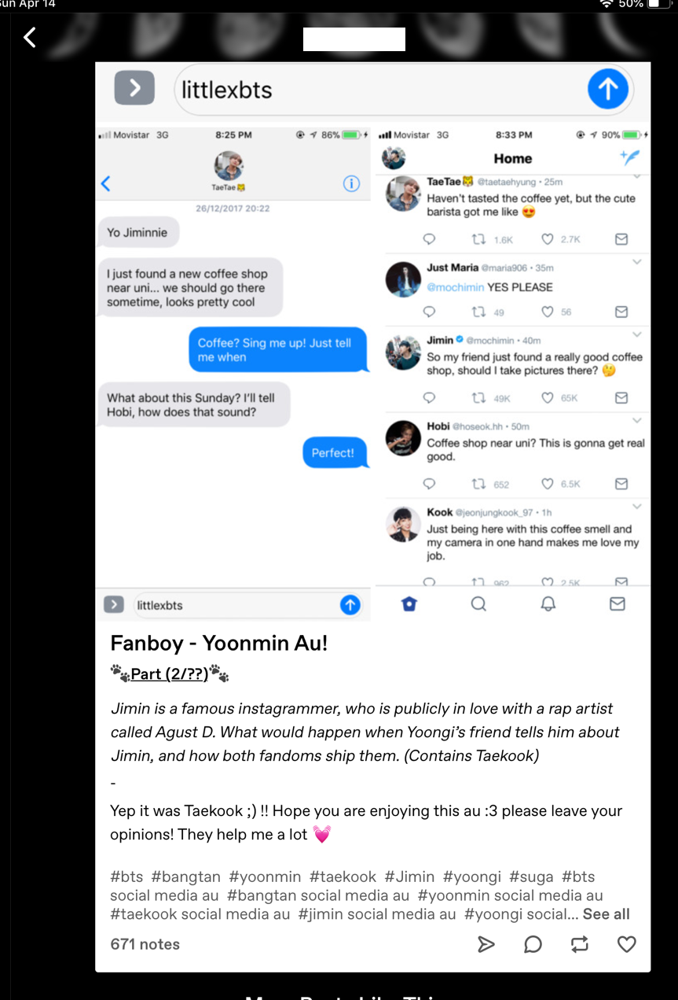 Sun Apr 14
50%
littlexbts
Movistar 3G
8:25 PM
86%
TaeTae🐯
26/12/2017 20:22
Yo Jiminnie
I just found a new coffee shop
near uni... we should go there
sometime, looks pretty cool
Coffee? Sing me up! Just tell
me when
What about this Sunday? I'll tell
Hobi, how does that sound?
Perfect!
littlexbts
Movistar 3G
8:33 PM
90%
Home
TaeTae🐯 @taetaehyung • 25m
Haven't tasted the coffee yet, but the cute
barista got me like 😍
1.6K 2.7K
Just Maria @maria906 • 35m
@mochimin YES PLEASE
49 56
Jimin @mochimin • 40m
So my friend just found a really good coffee
shop, should I take pictures there? 🤔
49K 65K
Hobi @hoseok.hh • 50m
Coffee shop near uni? This is gonna get real
good.
652 6.5K
Kook @jeonjungkook_97 • 1h
Just being here with this coffee smell and
my camera in one hand makes me love my
job.
962 2.5K
Fanboy - Yoonmin Au!
🐾Part (2/??)🐾
Jimin is a famous instagrammer, who is publicly in love with a rap artist
called Agust D. What would happen when Yoongi's friend tells him about
Jimin, and how both fandoms ship them. (Contains Taekook)
-
Yep it was Taekook ;) !! Hope you are enjoying this au :3 please leave your
opinions! They help me a lot 💓
#bts #bangtan #yoonmin #taekook #Jimin #yoongi #suga #bts
social media au #bangtan social media au #yoonmin social media au
#taekook social media au #jimin social media au #yoongi social... See all
671 notes
More Posts Like This